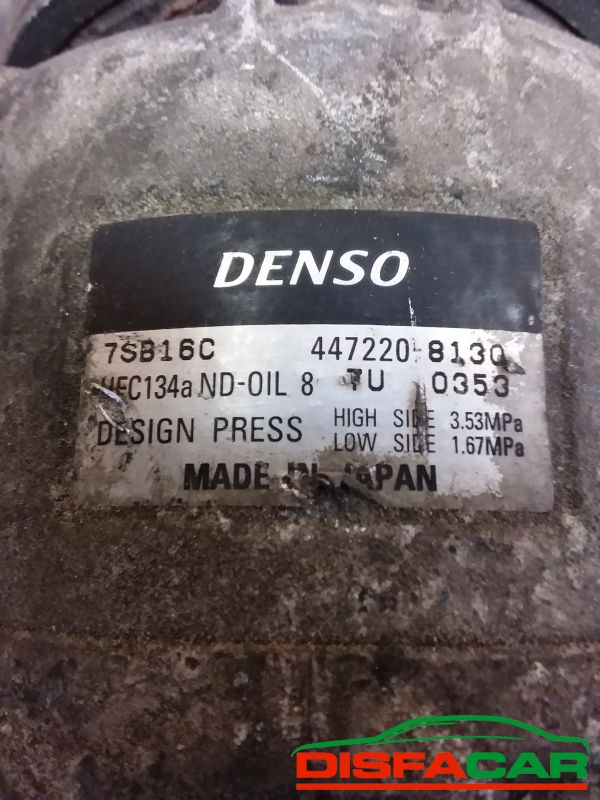 DENSO
7SB16C 447220-8130
HFC134a ND-OIL 8 TU 0353
DESIGN PRESS HIGH SIDE 3.53MPa
LOW SIDE 1.67MPa
MADE IN JAPAN
DISFACAR